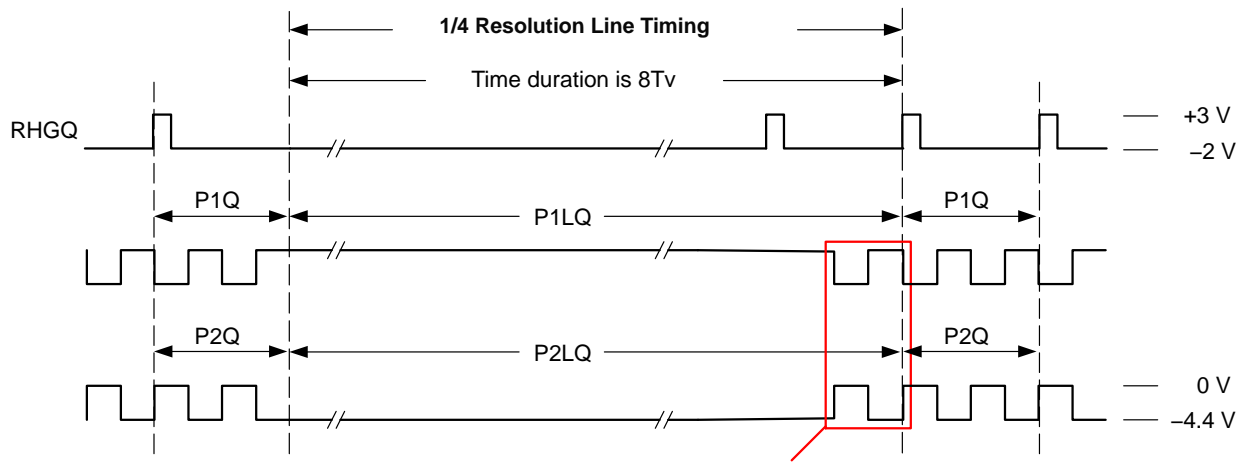 1/4 Resolution Line Timing
Time duration is 8Tv
RHGQ
+3 V
−2 V
P1Q
P1LQ
P1Q
P2Q
P2LQ
P2Q
0 V
−4.4 V